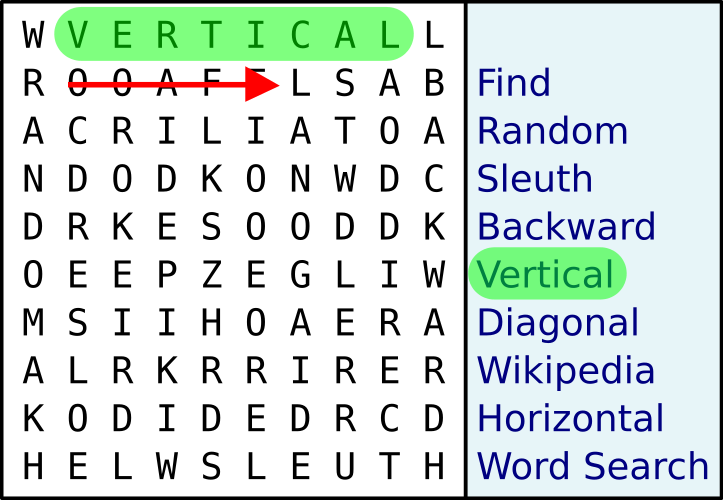 W V E R T I C A L L
R O O A F F L S A B
A C R I L I A T O A
N D O D K O N W D C
D R K E S O O D D K
O E E P Z E G L I W
M S I I H O A E R A
A L R K R R I R E R
K O D I D E D R C D
H E L W S L E U T H
Find
Random
Sleuth
Backward
Vertical
Diagonal
Wikipedia
Horizontal
Word Search